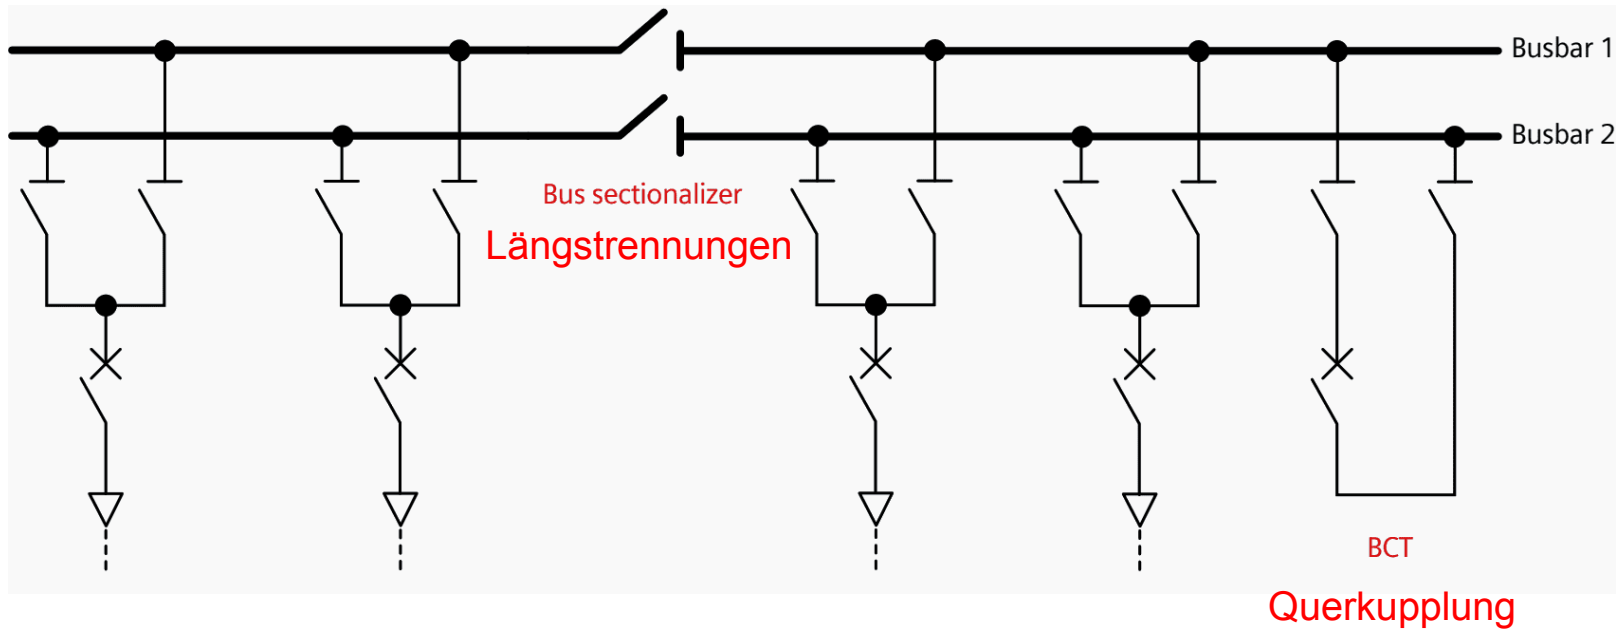 Busbar 1
Busbar 2
Bus sectionalizer
Längstrennungen
BCT
Querkupplung